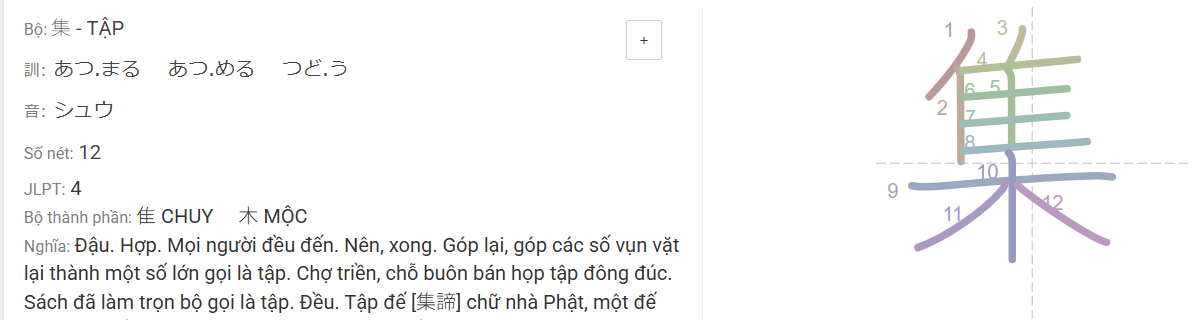 Bộ: 集 - TẬP
+
訓: あつ.まる あつ.める つど.う
音: シュウ
Số nét: 12
JLPT: 4
Bộ thành phần: 隹 CHUY 木 MỘC
Nghĩa: Đậu. Hợp. Mọi người đều đến. Nên, xong. Góp lại, góp các số vụn vặt
lại thành một số lớn gọi là tập. Chợ triền, chỗ buôn bán họp tập đông đúc.
Sách đã làm trọn bộ gọi là tập. Đều. Tập đế [集諦] chữ nhà Phật, một đế
集
1
2
3
4
5
6
7
8
9
10
11
12